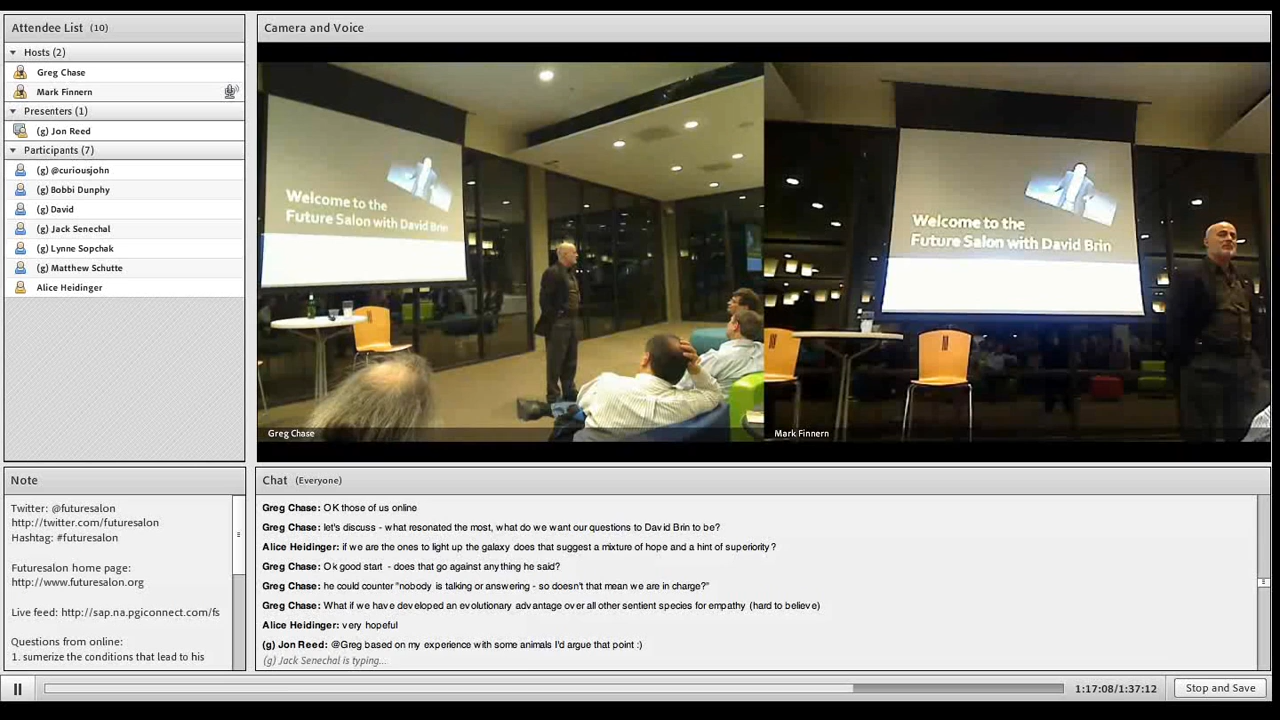 Attendee List (10)
Hosts (2)
Greg Chase
Mark Finnern
Presenters (1)
(g) Jon Reed
Participants (7)
(g) @curiousjohn
(g) Bobbi Dunphy
(g) David
(g) Jack Senechal
(g) Lynne Sopchak
(g) Matthew Schutte
Alice Heidinger
Camera and Voice
Welcome to the
Future Salon with David Brin
Greg Chase
Welcome to the
Future Salon with David Brin
Mark Finnern
Note
Twitter: @futuresalon
http://twitter.com/futuresalon
Hashtag: #futuresalon
Futuresalon home page:
http://www.futuresalon.org
Live feed: http://sap.na.pgiconnect.com/fs
Questions from online:
1. sumerize the conditions that lead to his
Chat (Everyone)
Greg Chase: OK those of us online
Greg Chase: let's discuss - what resonated the most, what do we want our questions to David Brin to be?
Alice Heidinger: if we are the ones to light up the galaxy does that suggest a mixture of hope and a hint of superiority?
Greg Chase: Ok good start - does that go against anything he said?
Greg Chase: he could counter "nobody is talking or answering - so doesn't that mean we are in charge?"
Greg Chase: What if we have developed an evolutionary advantage over all other sentient species for empathy (hard to believe)
Alice Heidinger: very hopeful
(g) Jon Reed: @Greg based on my experience with some animals I'd argue that point :)
(g) Jack Senechal is typing...
1:17:08/1:37:12
Stop and Save